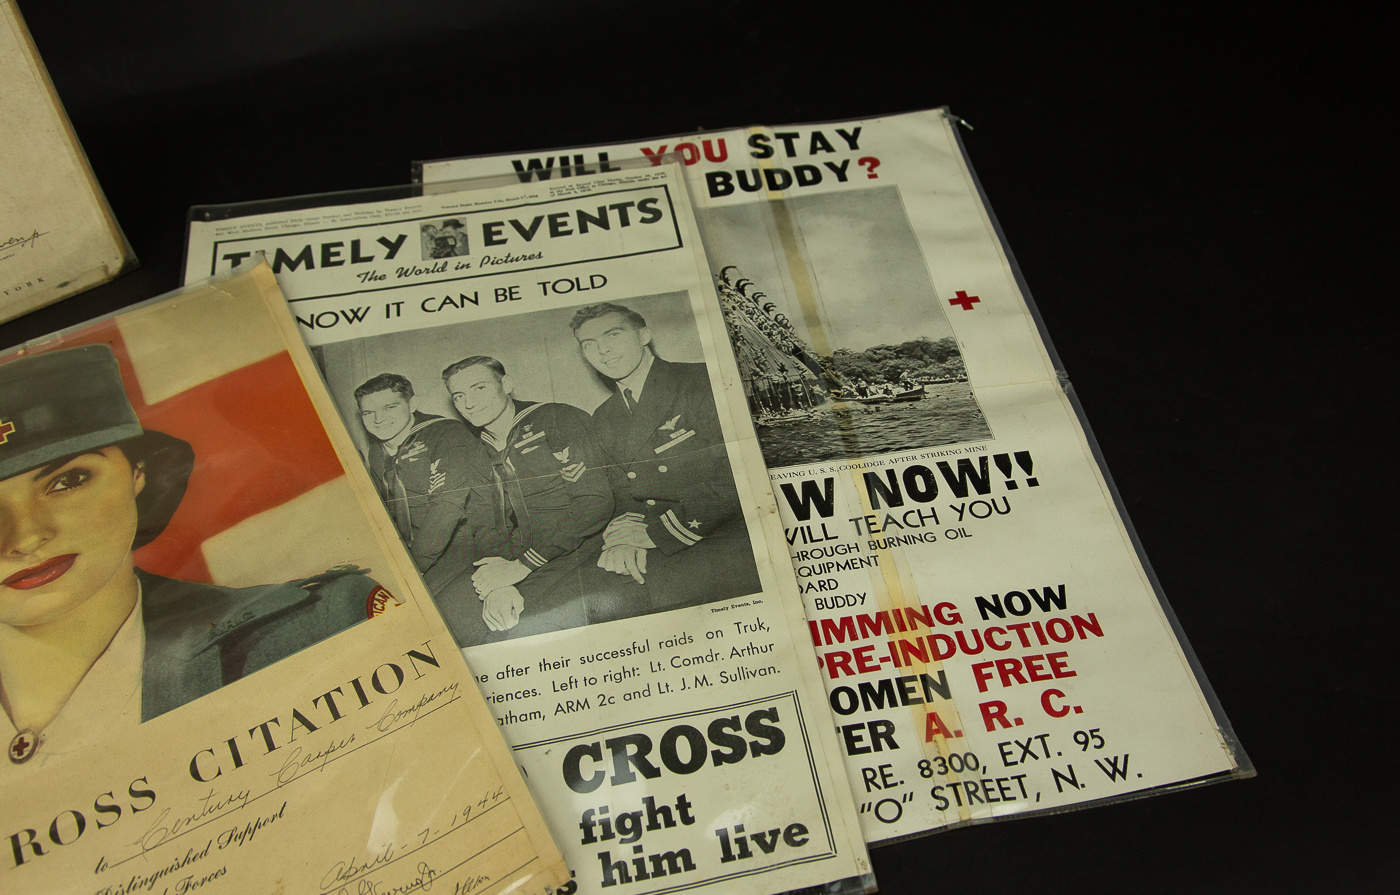 YORK
WILL YOU STAY
BUDDY?
TIMELY EVENTS
The World in Pictures
NOW IT CAN BE TOLD
Timely Events, Inc.
after their successful raids on Truk,
riences. Left to right: Lt. Comdr. Arthur
atham, ARM 2c and Lt. J. M. Sullivan.
CROSS
fight
him live
EAVING U. S. S. COOLIDGE AFTER STRIKING MINE
W NOW!!
WILL TEACH YOU
HROUGH BURNING OIL
EQUIPMENT
OARD
BUDDY
IMMING NOW
PRE-INDUCTION
OMEN FREE
TER A. R. C.
RE. 8300, EXT. 95
"O" STREET, N. W.
ROSS CITATION
to Century Casper Company
Distinguished Support
d Forces
April - 7 - 1944